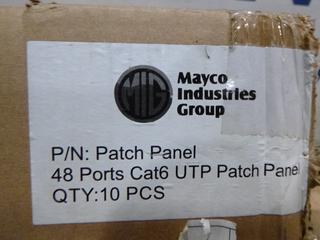 MIG
Mayco
Industries
Group
P/N: Patch Panel
48 Ports Cat6 UTP Patch Panel
QTY:10 PCS